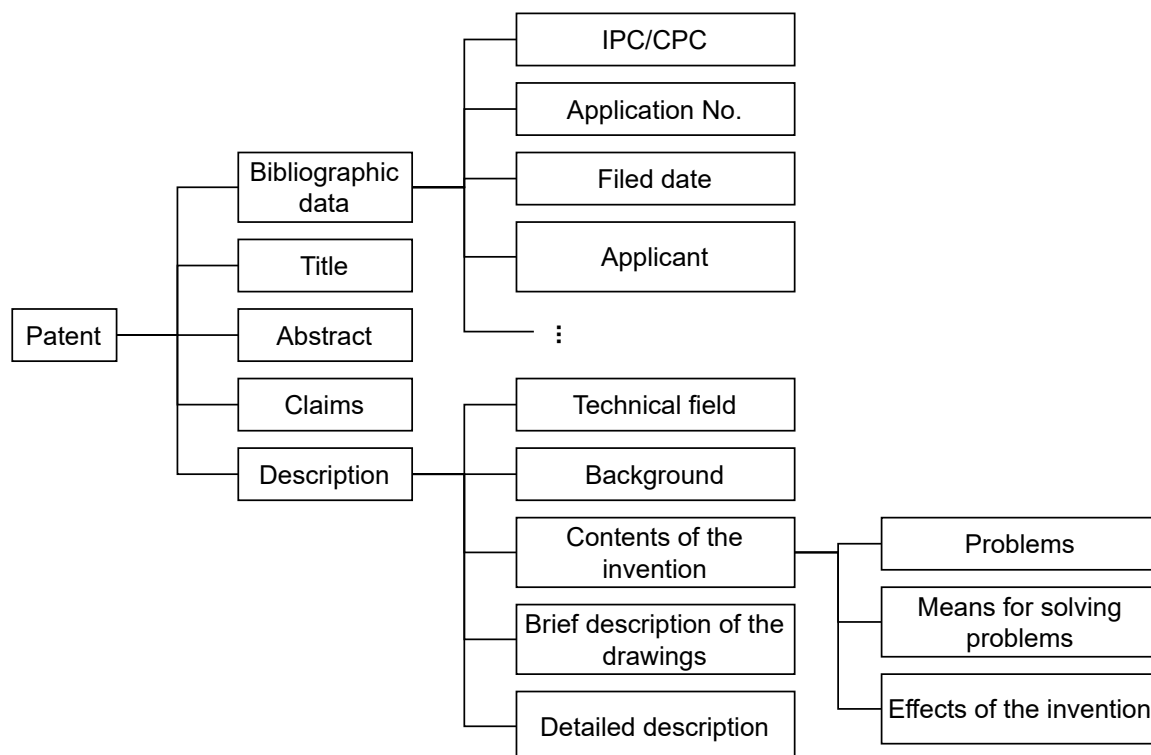 IPC/CPC
Application No.
Bibliographic
data
Filed date
Title
Applicant
Patent
Abstract
...
Claims
Technical field
Description
Background
Contents of the
invention
Problems
Brief description of the
drawings
Means for solving
problems
Detailed description
Effects of the invention